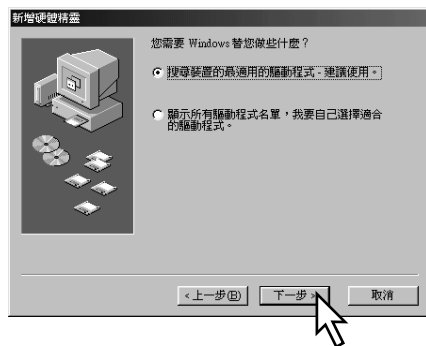 新增硬體精靈
您需要 Windows 替您做些什麼？
搜尋裝置的最適用的驅動程式 - 建議使用。
顯示所有驅動程式名單，我要自己選擇適合
的驅動程式。
<上一步(B)
下一步 >
取消